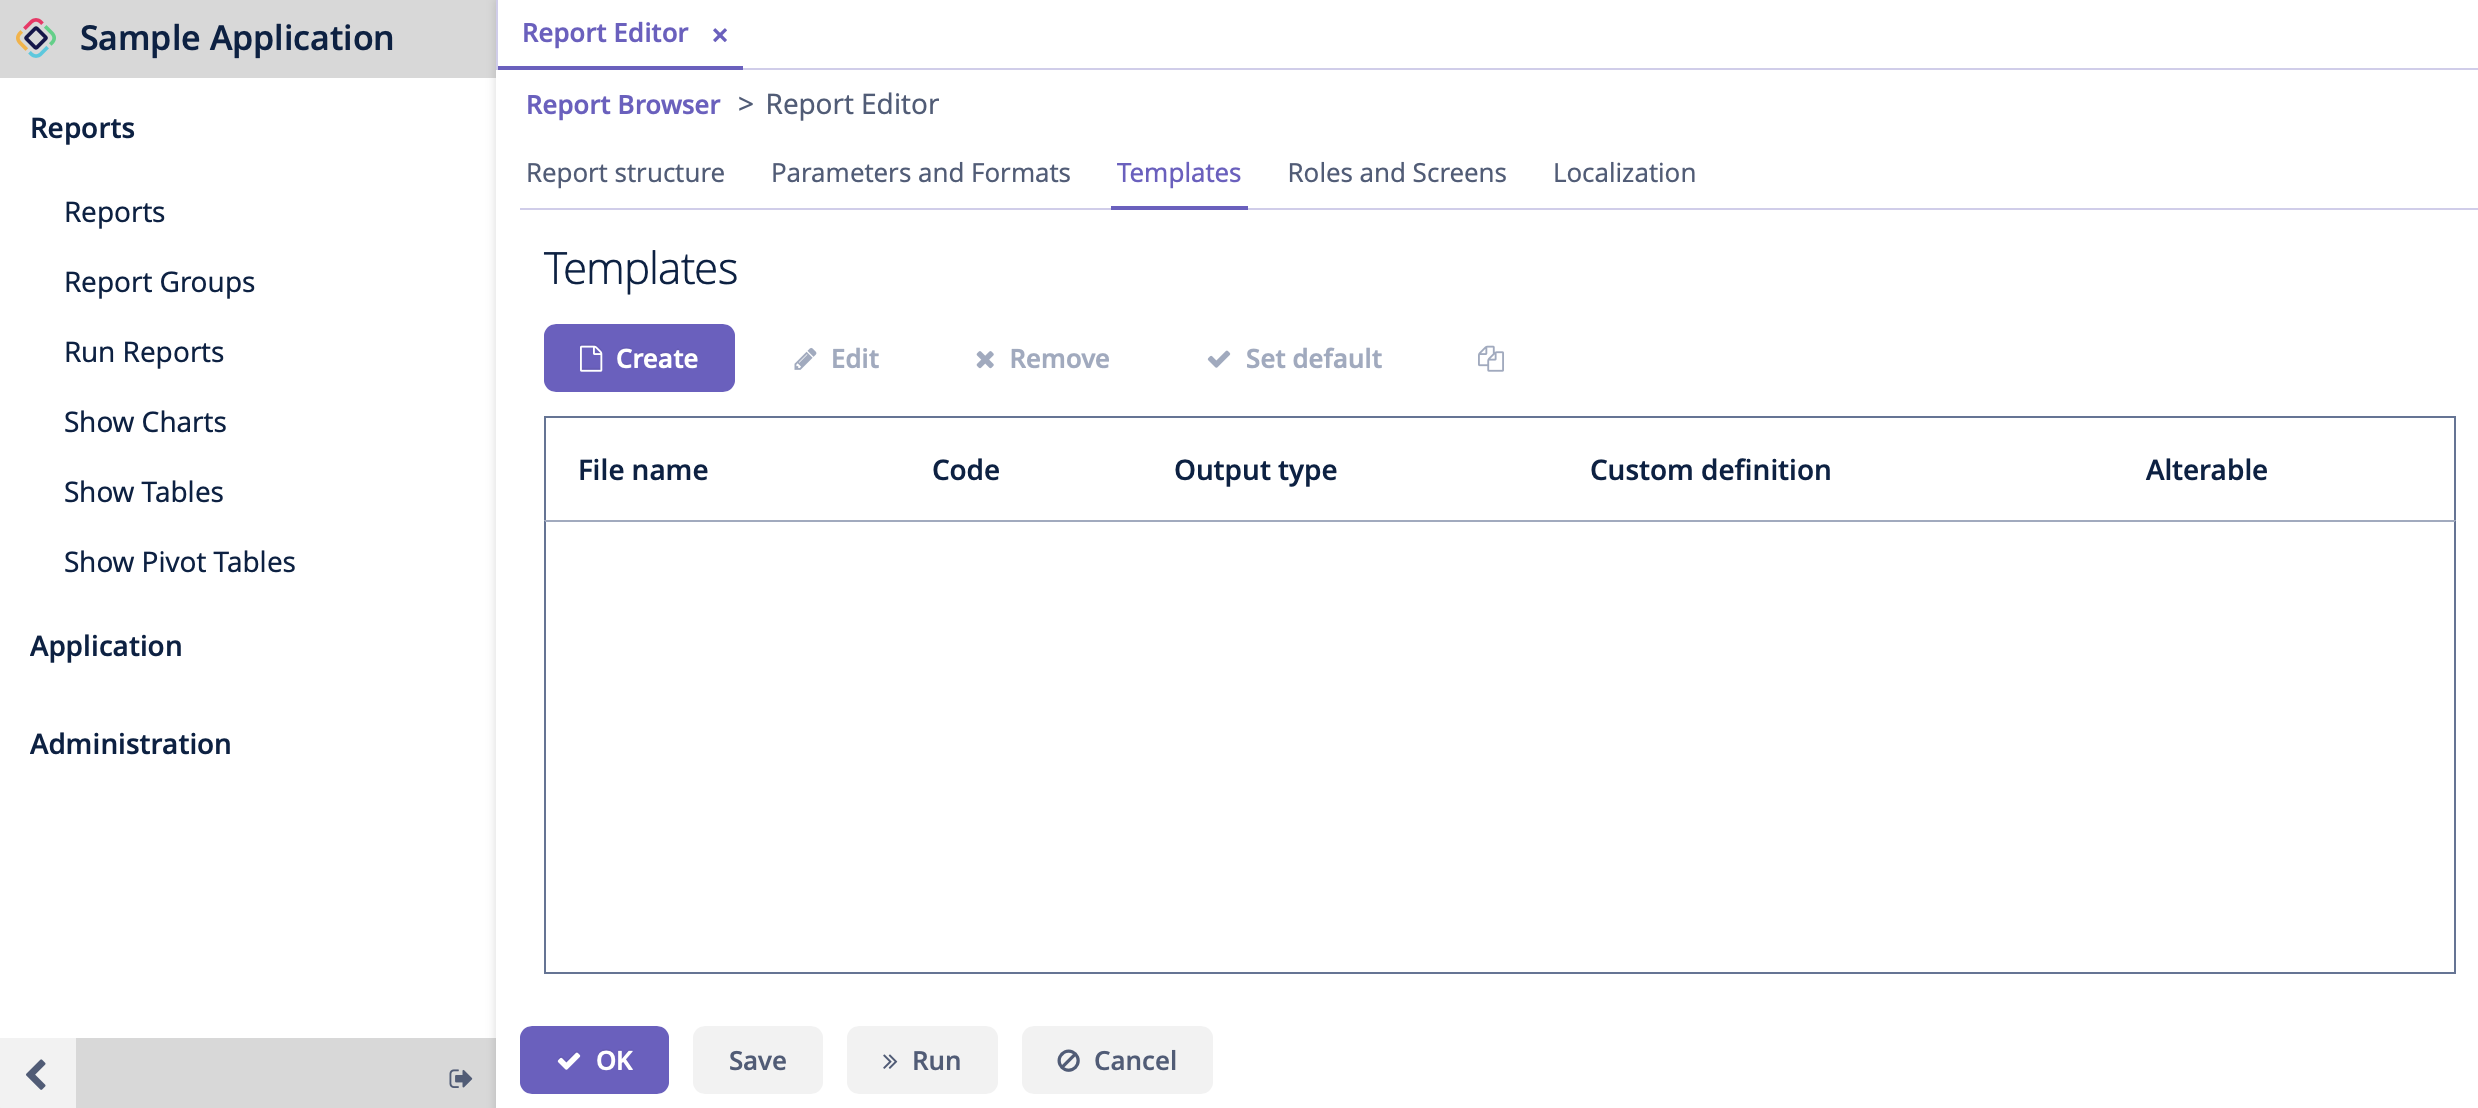 Sample Application
Reports
Reports
Report Groups
Run Reports
Show Charts
Show Tables
Show Pivot Tables
Application
Administration
Report Editor
Report Browser > Report Editor
Report structure Parameters and Formats Templates Roles and Screens Localization
Templates
Create Edit Remove Set default
File name Code Output type Custom definition Alterable
OK Save Run Cancel